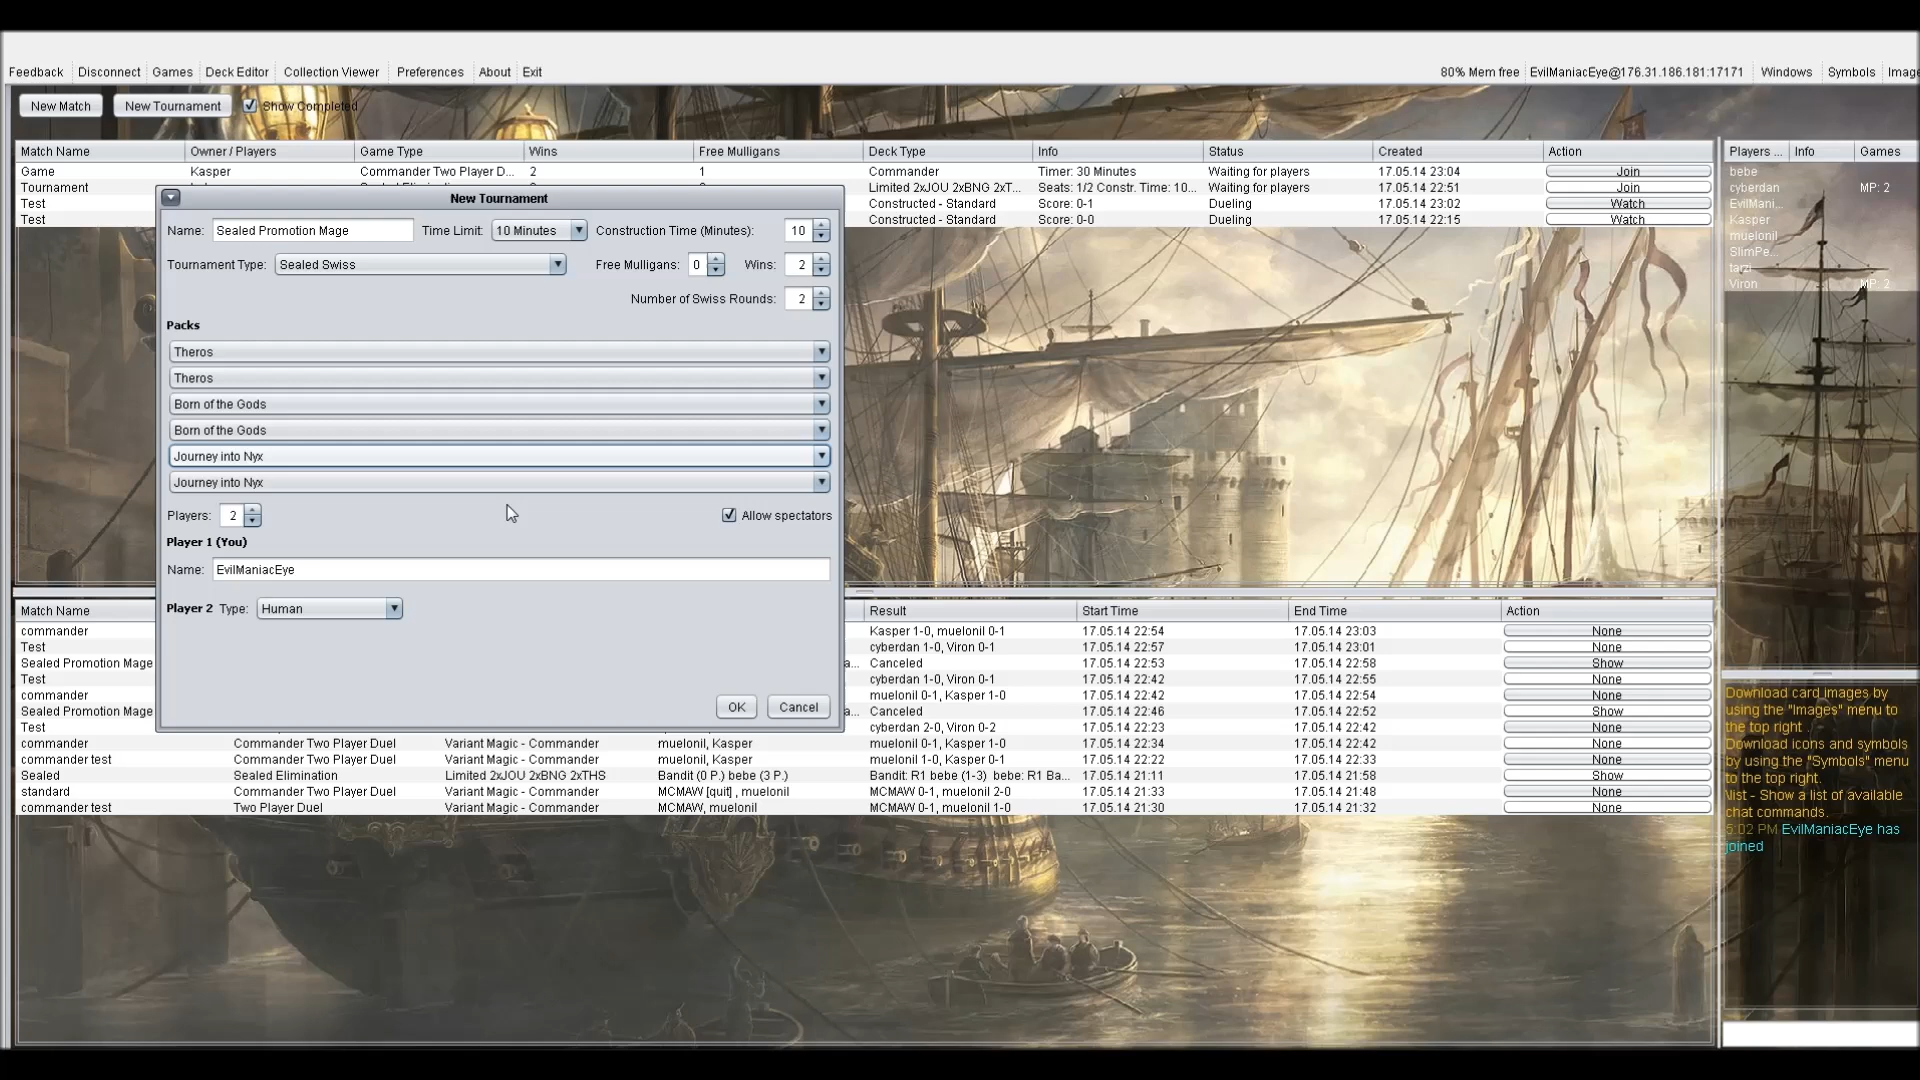 Feedback Disconnect Games Deck Editor Collection Viewer Preferences About Exit 80% Mem free EvilManiacEye@176.31.186.181:17171 Windows Symbols Image
New Match New Tournament Show Completed
Match Name Owner / Players Game Type Wins Free Mulligans Deck Type Info Status Created Action Players ... Info Games
Game Kasper Commander Two Player D... 2 1 Commander Timer: 30 Minutes Waiting for players 17.05.14 23:04 Join bebe
Tournament Limited 2xJOU 2xBNG 2xT... Seats: 1/2 Constr. Time: 10... Waiting for players 17.05.14 22:51 Join cyberdan MP: 2
Test Constructed - Standard Score: 0-1 Dueling 17.05.14 23:02 Watch EvilMani...
Test Constructed - Standard Score: 0-0 Dueling 17.05.14 22:15 Watch Kasper
muelonil
SlimPe...
tarzi
Viron MP: 2
New Tournament
Name: Sealed Promotion Mage Time Limit: 10 Minutes Construction Time (Minutes): 10
Tournament Type: Sealed Swiss Free Mulligans: 0 Wins: 2
Number of Swiss Rounds: 2
Packs
Theros
Theros
Born of the Gods
Born of the Gods
Journey into Nyx
Journey into Nyx
Players: 2 Allow spectators
Player 1 (You)
Name: EvilManiacEye
Player 2 Type: Human
OK Cancel
Match Name Result Start Time End Time Action
commander Kasper 1-0, muelonil 0-1 17.05.14 22:54 17.05.14 23:03 None
Test cyberdan 1-0, Viron 0-1 17.05.14 22:57 17.05.14 23:01 None
Sealed Promotion Mage a... Canceled 17.05.14 22:53 17.05.14 22:58 Show
Test cyberdan 1-0, Viron 0-1 17.05.14 22:42 17.05.14 22:55 None
commander muelonil 0-1, Kasper 1-0 17.05.14 22:42 17.05.14 22:54 None
Sealed Promotion Mage a... Canceled 17.05.14 22:46 17.05.14 22:52 Show
Test cyberdan 2-0, Viron 0-2 17.05.14 22:23 17.05.14 22:42 None
commander Commander Two Player Duel Variant Magic - Commander muelonil, Kasper muelonil 0-1, Kasper 1-0 17.05.14 22:34 17.05.14 22:42 None
commander test Commander Two Player Duel Variant Magic - Commander muelonil, Kasper muelonil 1-0, Kasper 0-1 17.05.14 22:22 17.05.14 22:33 None
Sealed Sealed Elimination Limited 2xJOU 2xBNG 2xTHS Bandit (0 P.) bebe (3 P.) Bandit: R1 bebe (1-3) bebe: R1 Ba... 17.05.14 21:11 17.05.14 21:58 Show
standard Commander Two Player Duel Variant Magic - Commander MCMAW [quit] , muelonil MCMAW 0-1, muelonil 2-0 17.05.14 21:33 17.05.14 21:48 None
commander test Two Player Duel Variant Magic - Commander MCMAW, muelonil MCMAW 0-1, muelonil 1-0 17.05.14 21:30 17.05.14 21:32 None
Download card images by
using the "Images" menu to
the top right .
Download icons and symbols
by using the "Symbols" menu
to the top right.
\list - Show a list of available
chat commands.
5:02 PM EvilManiacEye has
joined